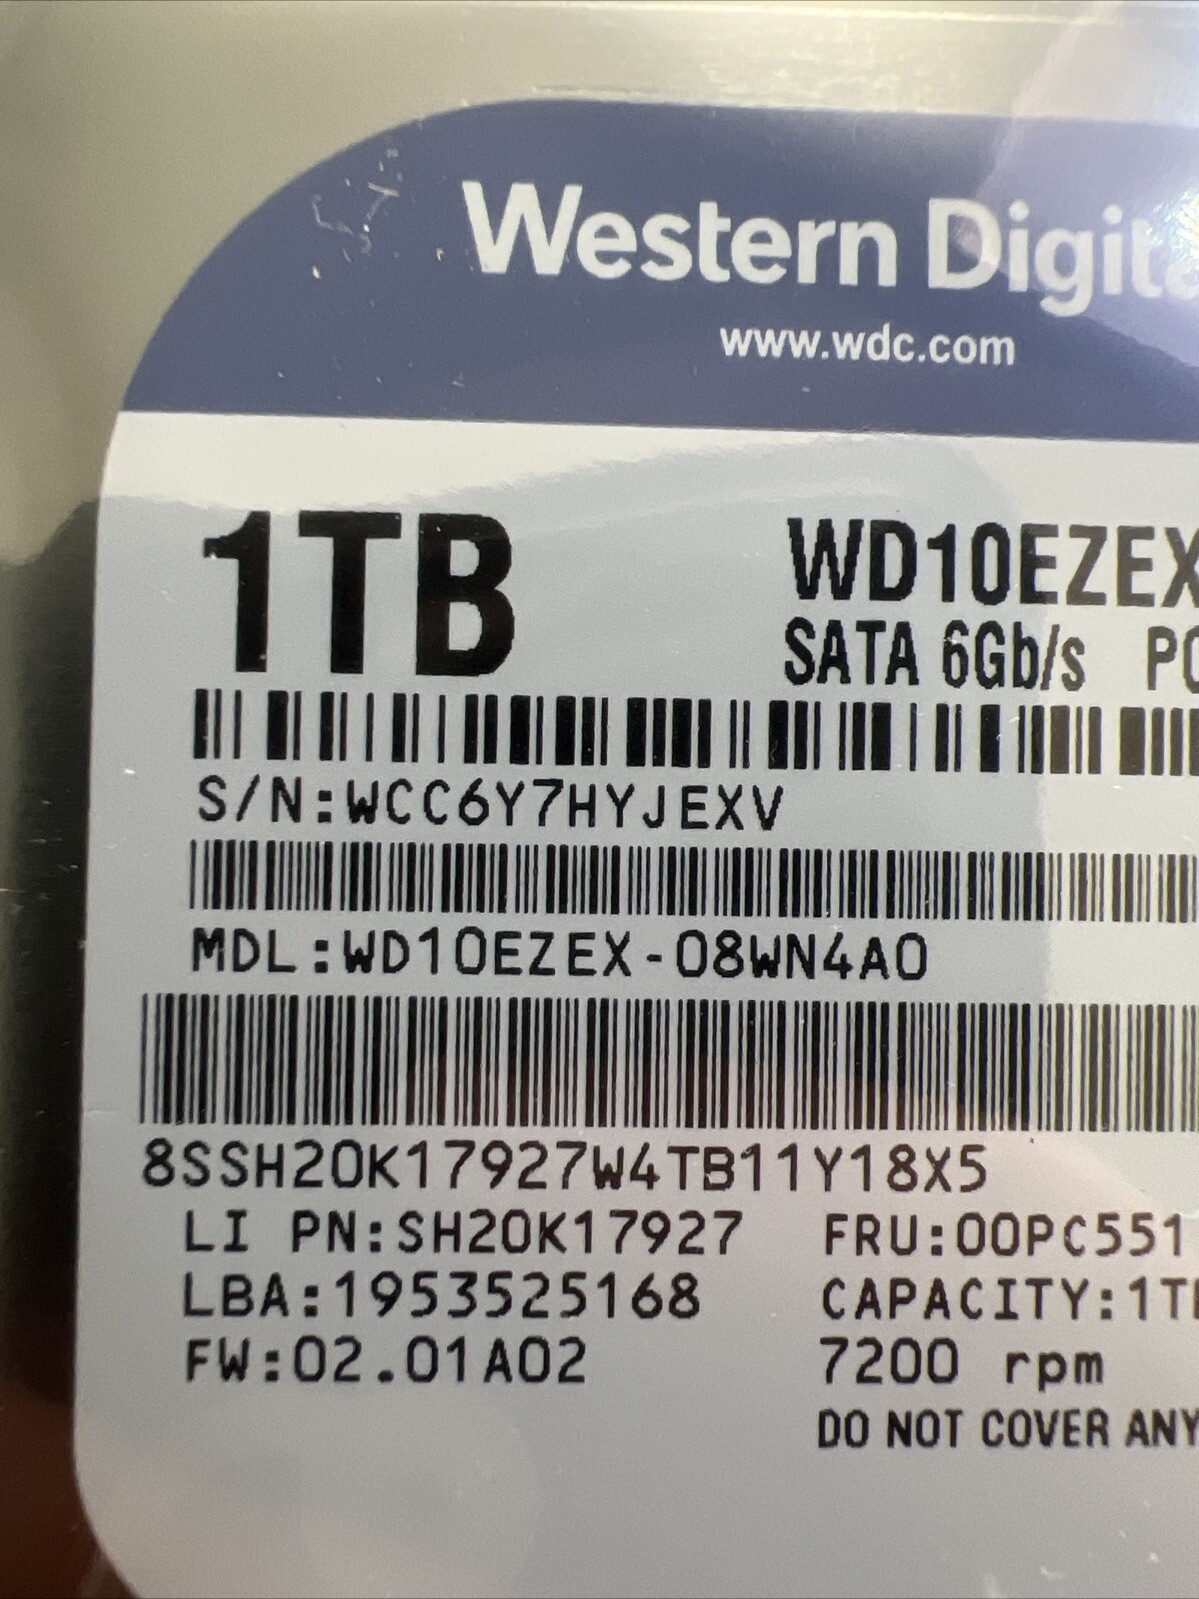 Western Digita
www.wdc.com
1TB
WD10EZEX
SATA 6Gb/s
S/N:WCC6Y7HYJEXV
MDL:WD10EZEX-08WN4A0
8SSH20K17927W4TB11Y18X5
LI PN:SH20K17927 FRU:00PC551
LBA:1953525168 CAPACITY:1T
FW:02.01A02 7200 rpm
DO NOT COVER ANY